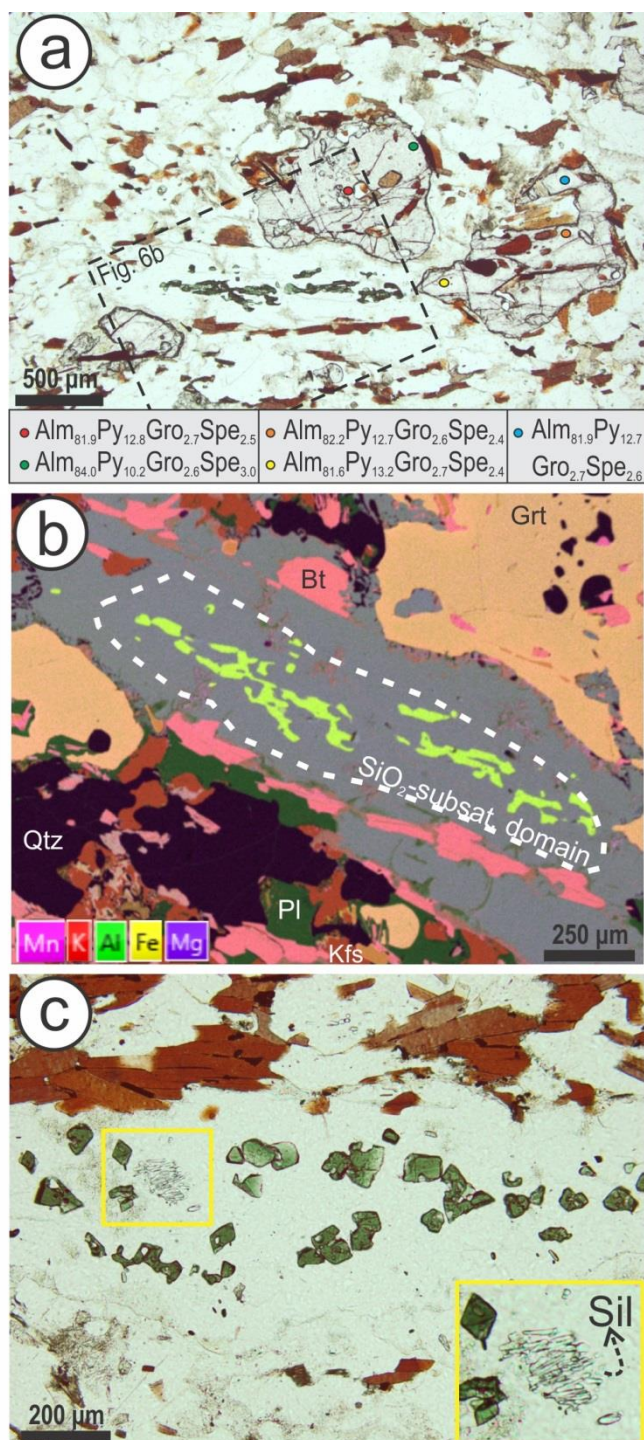 a
Fig. 6b
500 µm
Alm81.9Py12.8Gro2.7Spe2.5
Alm84.0Py10.2Gro2.6Spe3.0
Alm82.2Py12.7Gro2.6Spe2.4
Alm81.6Py13.2Gro2.7Spe2.4
Alm81.9Py12.7
Gro2.7Spe2.6
b
Grt
Bt
SiO2-subsat. domain
Qtz
Pl
Kfs
Mn K Al Fe Mg
250 µm
c
Sil
200 µm